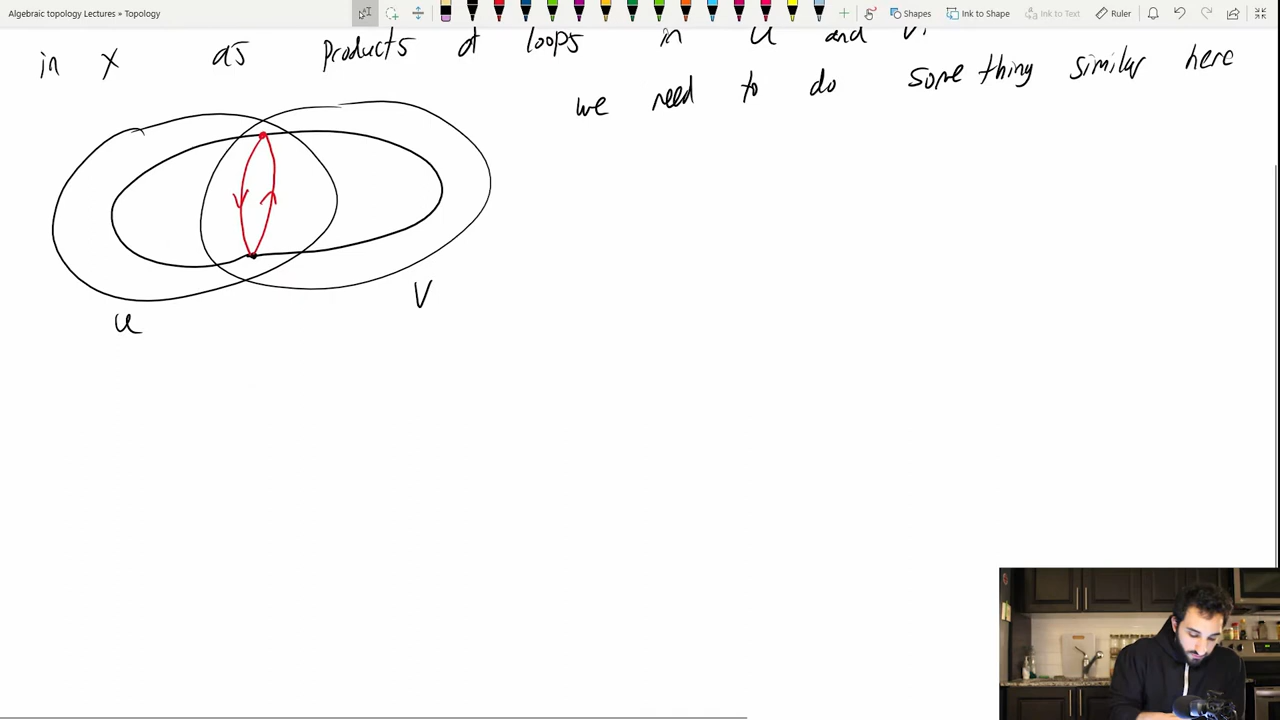 Algebraic topology Lectures » Topology
Shapes Ink to Shape Ink to Text Ruler
in X as Products of loops in U and V.
we need to do something similar here
U
V